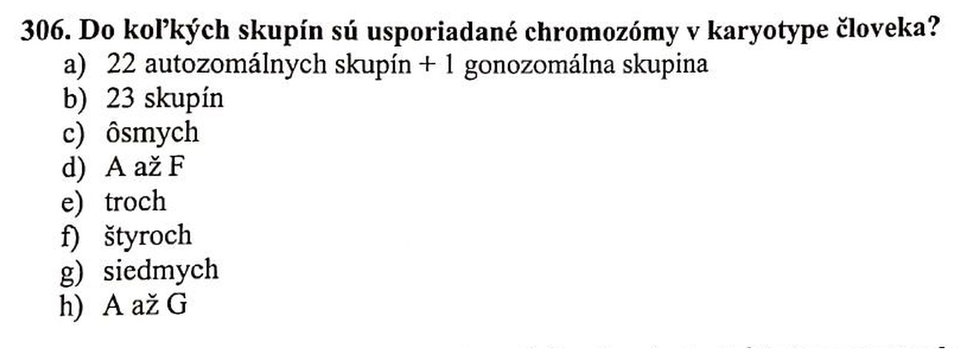 306. Do koľkých skupín sú usporiadané chromozómy v karyotype človeka?
a) 22 autozomálnych skupín + 1 gonozomálna skupina
b) 23 skupín
c) ôsmych
d) A až F
e) troch
f) štyroch
g) siedmych
h) A až G